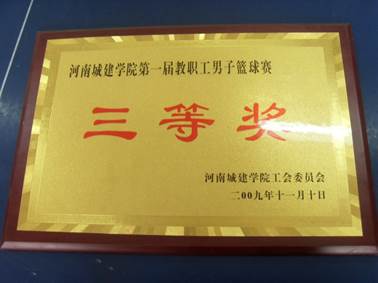 河南城建学院第一届教职工男子篮球赛
三等奖
河南城建学院工会委员会
二00九年十一月十日